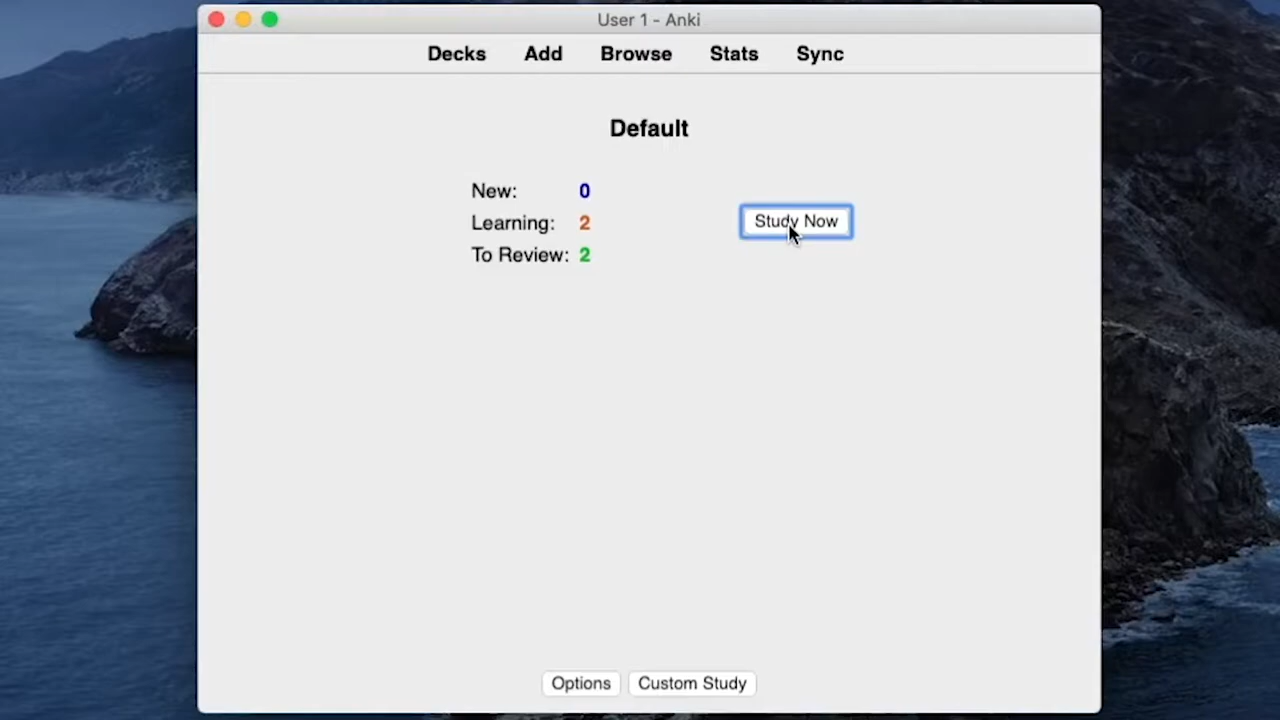 User 1 - Anki
Decks Add Browse Stats Sync
Default
New: 0
Learning: 2
To Review: 2
Study Now
Options Custom Study